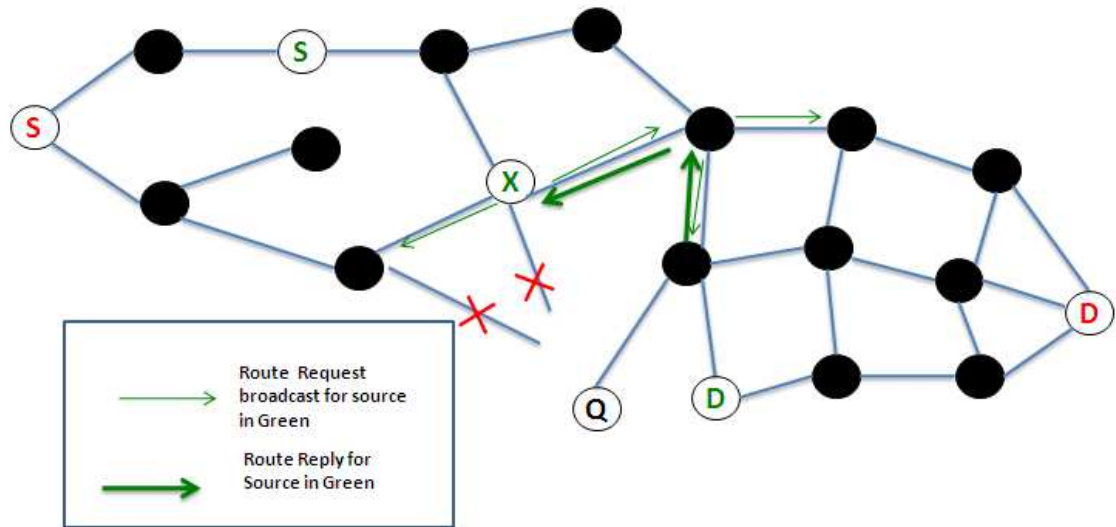 S
S
X
D
Q
D
Route Request
broadcast for source
in Green
Route Reply for
Source in Green